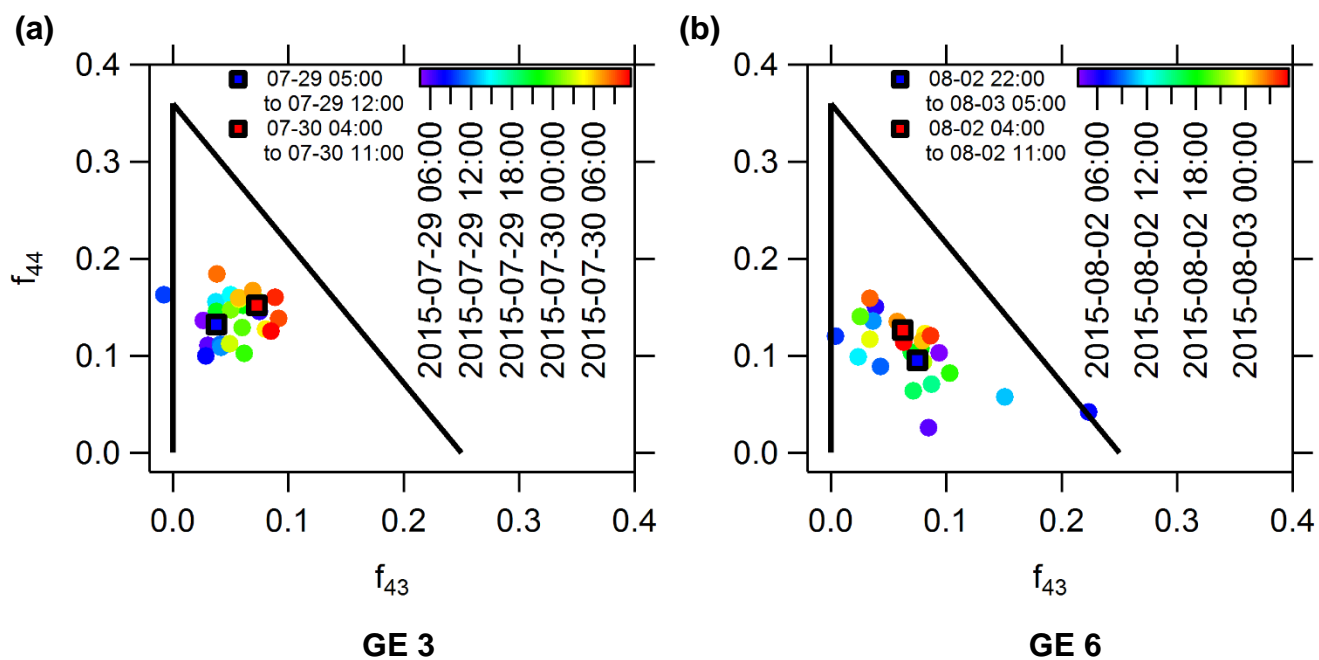 (a)
0.4
0.3
0.2
0.1
0.0
f44
07-29 05:00
to 07-29 12:00
07-30 04:00
to 07-30 11:00
2015-07-29 06:00
2015-07-29 12:00
2015-07-29 18:00
2015-07-30 00:00
2015-07-30 06:00
0.0 0.1 0.2 0.3 0.4
f43
GE 3
(b)
0.4
0.3
0.2
0.1
0.0
08-02 22:00
to 08-03 05:00
08-02 04:00
to 08-02 11:00
2015-08-02 06:00
2015-08-02 12:00
2015-08-02 18:00
2015-08-03 00:00
0.0 0.1 0.2 0.3 0.4
f43
GE 6